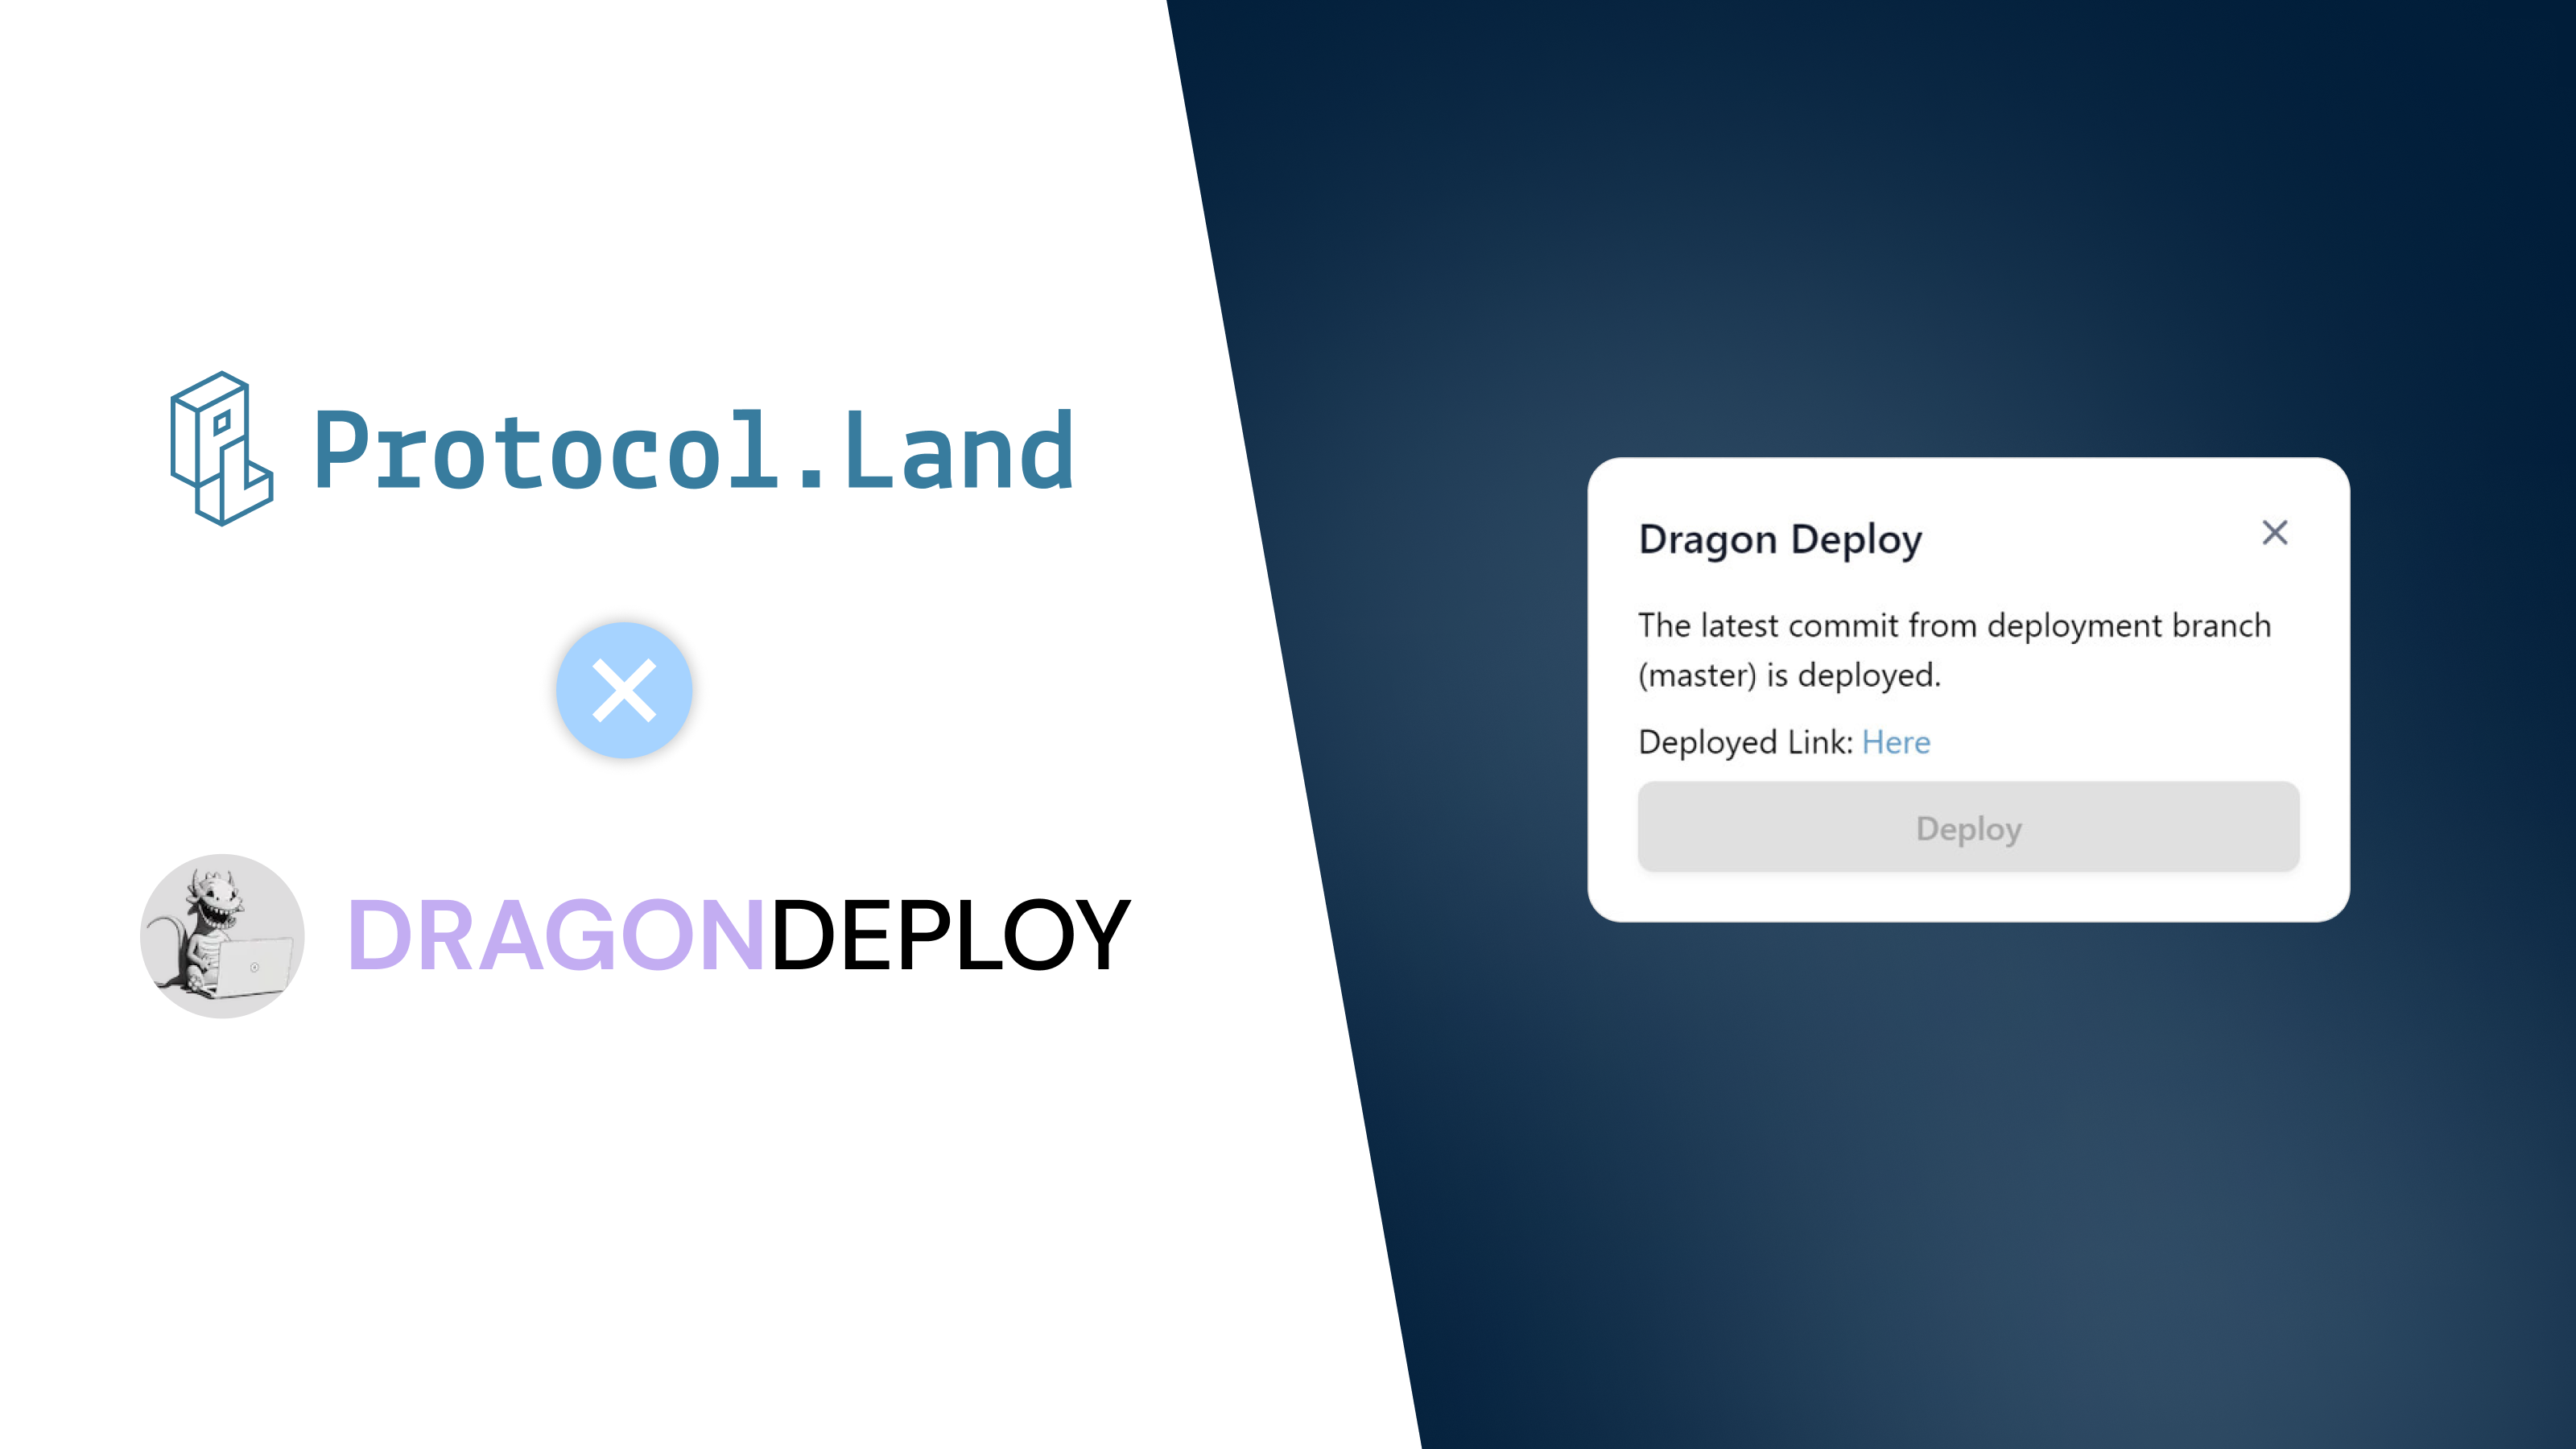 Protocol.Land
DRAGONDEPLOY
Dragon Deploy
The latest commit from deployment branch
(master) is deployed.
Deployed Link: Here
Deploy